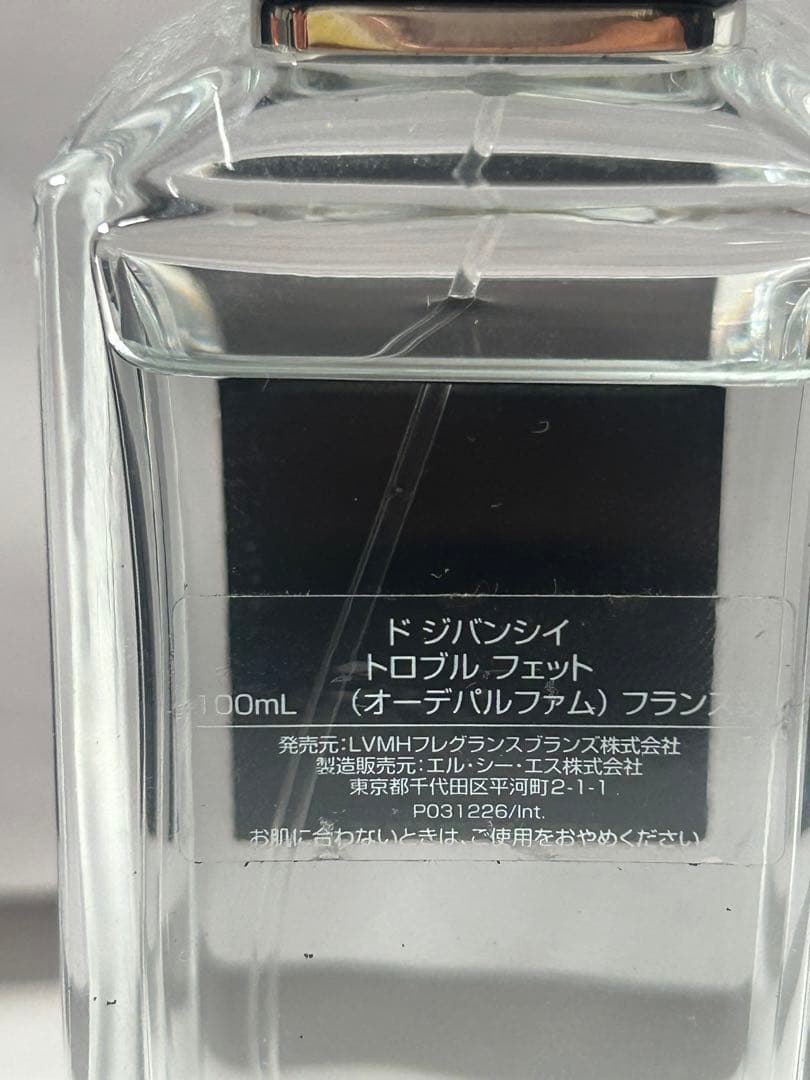 ド ジバンシイ
トロブル フェット
100mL （オーデパルファム）フランス
発売元:LVMHフレグランスブランズ株式会社
製造販売元:エル・シー・エス株式会社
東京都千代田区平河町2-1-1
P031226/Int.
お肌に合わないときは、ご使用をおやめください